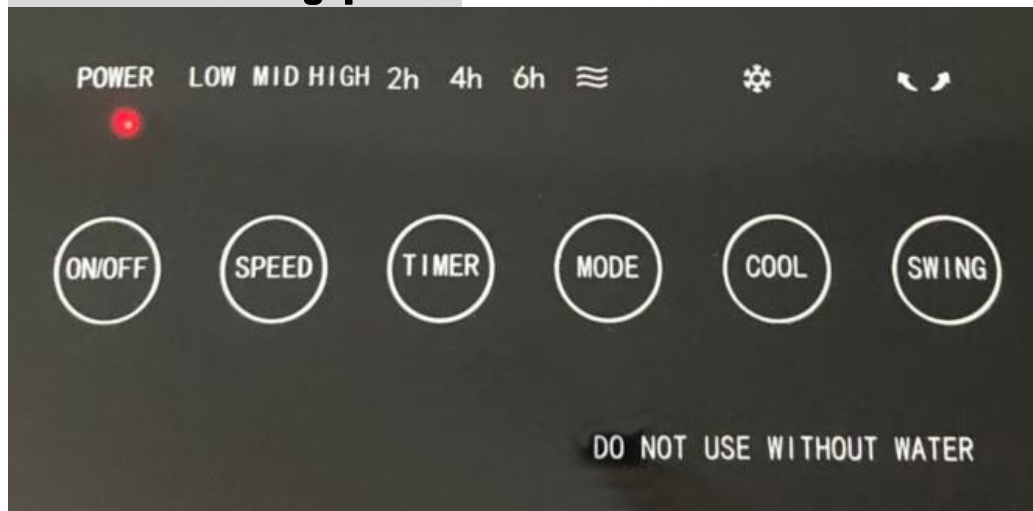 POWER LOW MID HIGH 2h 4h 6h
ON/OFF SPEED TIMER MODE COOL SWING
DO NOT USE WITHOUT WATER